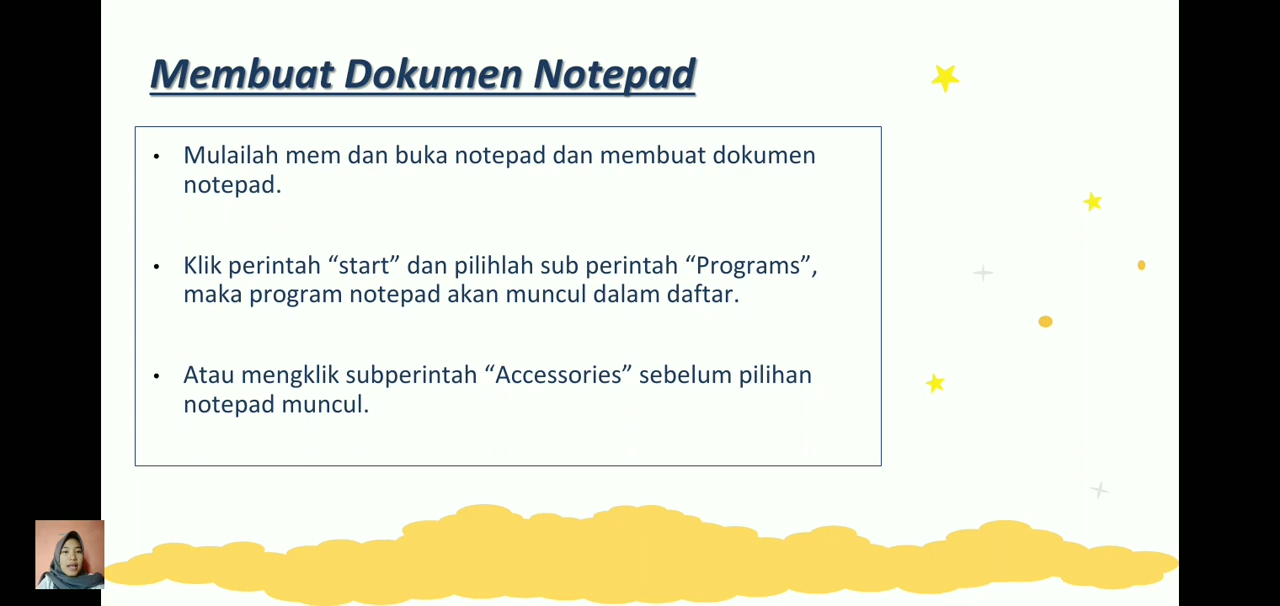 Membuat Dokumen Notepad
• Mulailah mem dan buka notepad dan membuat dokumen
notepad.
• Klik perintah “start” dan pilihlah sub perintah “Programs”,
maka program notepad akan muncul dalam daftar.
• Atau mengklik subperintah “Accessories” sebelum pilihan
notepad muncul.